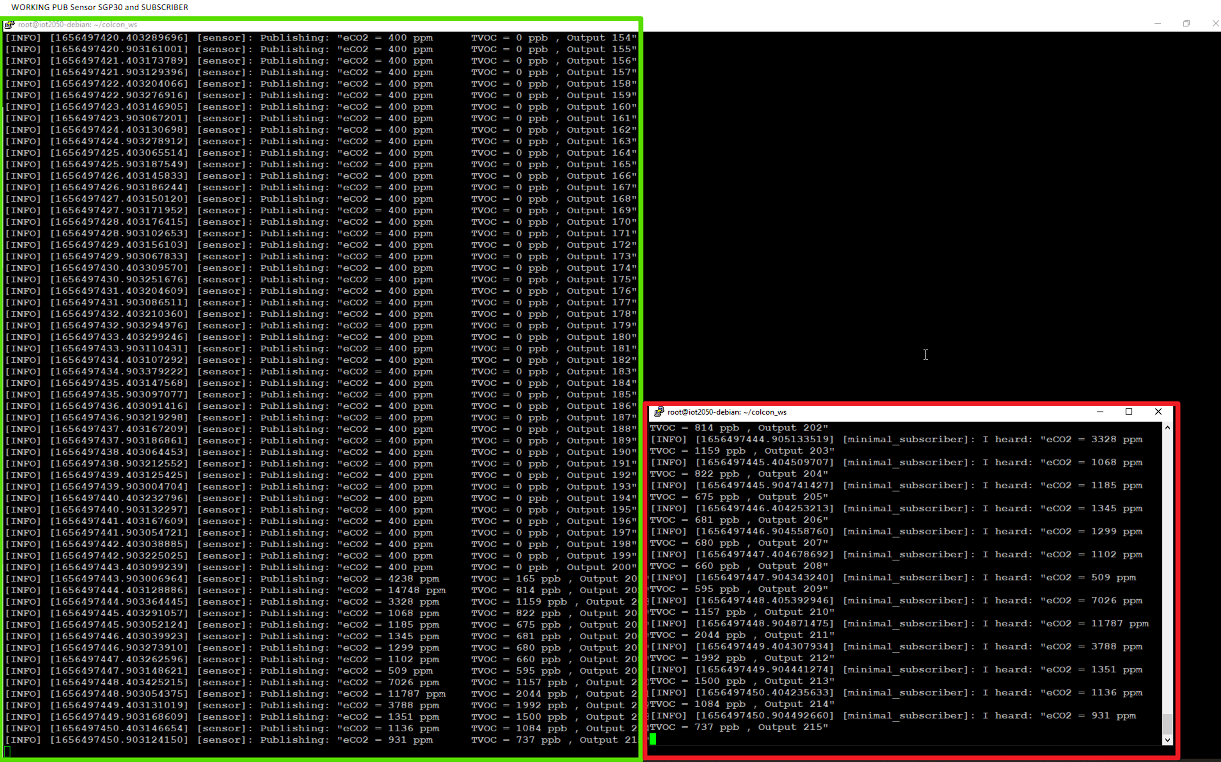 WORKING PUB Sensor SGP30 and SUBSCRIBER
root@iot2050-debian: ~/colcon_ws
[INFO] [1656497420.403289696] [sensor]: Publishing: "eCO2 = 400 ppm TVOC = 0 ppb , Output 154"
[INFO] [1656497420.903161001] [sensor]: Publishing: "eCO2 = 400 ppm TVOC = 0 ppb , Output 155"
[INFO] [1656497421.403173789] [sensor]: Publishing: "eCO2 = 400 ppm TVOC = 0 ppb , Output 156"
[INFO] [1656497421.903129396] [sensor]: Publishing: "eCO2 = 400 ppm TVOC = 0 ppb , Output 157"
[INFO] [1656497422.403204066] [sensor]: Publishing: "eCO2 = 400 ppm TVOC = 0 ppb , Output 158"
[INFO] [1656497422.903276916] [sensor]: Publishing: "eCO2 = 400 ppm TVOC = 0 ppb , Output 159"
[INFO] [1656497423.403146905] [sensor]: Publishing: "eCO2 = 400 ppm TVOC = 0 ppb , Output 160"
[INFO] [1656497423.903067201] [sensor]: Publishing: "eCO2 = 400 ppm TVOC = 0 ppb , Output 161"
[INFO] [1656497424.403130698] [sensor]: Publishing: "eCO2 = 400 ppm TVOC = 0 ppb , Output 162"
[INFO] [1656497424.903278912] [sensor]: Publishing: "eCO2 = 400 ppm TVOC = 0 ppb , Output 163"
[INFO] [1656497425.403065514] [sensor]: Publishing: "eCO2 = 400 ppm TVOC = 0 ppb , Output 164"
[INFO] [1656497425.903187549] [sensor]: Publishing: "eCO2 = 400 ppm TVOC = 0 ppb , Output 165"
[INFO] [1656497426.403145833] [sensor]: Publishing: "eCO2 = 400 ppm TVOC = 0 ppb , Output 166"
[INFO] [1656497426.903186244] [sensor]: Publishing: "eCO2 = 400 ppm TVOC = 0 ppb , Output 167"
[INFO] [1656497427.403150120] [sensor]: Publishing: "eCO2 = 400 ppm TVOC = 0 ppb , Output 168"
[INFO] [1656497427.903171952] [sensor]: Publishing: "eCO2 = 400 ppm TVOC = 0 ppb , Output 169"
[INFO] [1656497428.403176415] [sensor]: Publishing: "eCO2 = 400 ppm TVOC = 0 ppb , Output 170"
[INFO] [1656497428.903102653] [sensor]: Publishing: "eCO2 = 400 ppm TVOC = 0 ppb , Output 171"
[INFO] [1656497429.403156103] [sensor]: Publishing: "eCO2 = 400 ppm TVOC = 0 ppb , Output 172"
[INFO] [1656497429.903067833] [sensor]: Publishing: "eCO2 = 400 ppm TVOC = 0 ppb , Output 173"
[INFO] [1656497430.403309570] [sensor]: Publishing: "eCO2 = 400 ppm TVOC = 0 ppb , Output 174"
[INFO] [1656497430.903251676] [sensor]: Publishing: "eCO2 = 400 ppm TVOC = 0 ppb , Output 175"
[INFO] [1656497431.403204609] [sensor]: Publishing: "eCO2 = 400 ppm TVOC = 0 ppb , Output 176"
[INFO] [1656497431.903086511] [sensor]: Publishing: "eCO2 = 400 ppm TVOC = 0 ppb , Output 177"
[INFO] [1656497432.403210360] [sensor]: Publishing: "eCO2 = 400 ppm TVOC = 0 ppb , Output 178"
[INFO] [1656497432.903294976] [sensor]: Publishing: "eCO2 = 400 ppm TVOC = 0 ppb , Output 179"
[INFO] [1656497433.403299246] [sensor]: Publishing: "eCO2 = 400 ppm TVOC = 0 ppb , Output 180"
[INFO] [1656497433.903110431] [sensor]: Publishing: "eCO2 = 400 ppm TVOC = 0 ppb , Output 181"
[INFO] [1656497434.403107292] [sensor]: Publishing: "eCO2 = 400 ppm TVOC = 0 ppb , Output 182"
[INFO] [1656497434.903379222] [sensor]: Publishing: "eCO2 = 400 ppm TVOC = 0 ppb , Output 183"
[INFO] [1656497435.403147568] [sensor]: Publishing: "eCO2 = 400 ppm TVOC = 0 ppb , Output 184"
[INFO] [1656497435.903097077] [sensor]: Publishing: "eCO2 = 400 ppm TVOC = 0 ppb , Output 185"
[INFO] [1656497436.403091416] [sensor]: Publishing: "eCO2 = 400 ppm TVOC = 0 ppb , Output 186"
[INFO] [1656497436.903219298] [sensor]: Publishing: "eCO2 = 400 ppm TVOC = 0 ppb , Output 187"
[INFO] [1656497437.403167209] [sensor]: Publishing: "eCO2 = 400 ppm TVOC = 0 ppb , Output 188"
[INFO] [1656497437.903186861] [sensor]: Publishing: "eCO2 = 400 ppm TVOC = 0 ppb , Output 189"
[INFO] [1656497438.403064453] [sensor]: Publishing: "eCO2 = 400 ppm TVOC = 0 ppb , Output 190"
[INFO] [1656497438.903212552] [sensor]: Publishing: "eCO2 = 400 ppm TVOC = 0 ppb , Output 191"
[INFO] [1656497439.403125425] [sensor]: Publishing: "eCO2 = 400 ppm TVOC = 0 ppb , Output 192"
[INFO] [1656497439.903004704] [sensor]: Publishing: "eCO2 = 400 ppm TVOC = 0 ppb , Output 193"
[INFO] [1656497440.403232796] [sensor]: Publishing: "eCO2 = 400 ppm TVOC = 0 ppb , Output 194"
[INFO] [1656497440.903132297] [sensor]: Publishing: "eCO2 = 400 ppm TVOC = 0 ppb , Output 195"
[INFO] [1656497441.403167609] [sensor]: Publishing: "eCO2 = 400 ppm TVOC = 0 ppb , Output 196"
[INFO] [1656497441.903054721] [sensor]: Publishing: "eCO2 = 400 ppm TVOC = 0 ppb , Output 197"
[INFO] [1656497442.403038885] [sensor]: Publishing: "eCO2 = 400 ppm TVOC = 0 ppb , Output 198"
[INFO] [1656497442.903225025] [sensor]: Publishing: "eCO2 = 400 ppm TVOC = 0 ppb , Output 199"
[INFO] [1656497443.403099239] [sensor]: Publishing: "eCO2 = 400 ppm TVOC = 0 ppb , Output 200"
[INFO] [1656497443.903006964] [sensor]: Publishing: "eCO2 = 4238 ppm TVOC = 165 ppb , Output 20
[INFO] [1656497444.403128886] [sensor]: Publishing: "eCO2 = 14748 ppm TVOC = 814 ppb , Output 20
[INFO] [1656497444.903364445] [sensor]: Publishing: "eCO2 = 3328 ppm TVOC = 1159 ppb , Output 2
[INFO] [1656497445.403291057] [sensor]: Publishing: "eCO2 = 1068 ppm TVOC = 822 ppb , Output 20
[INFO] [1656497445.903052124] [sensor]: Publishing: "eCO2 = 1185 ppm TVOC = 675 ppb , Output 20
[INFO] [1656497446.403039923] [sensor]: Publishing: "eCO2 = 1345 ppm TVOC = 681 ppb , Output 20
[INFO] [1656497446.903273910] [sensor]: Publishing: "eCO2 = 1299 ppm TVOC = 680 ppb , Output 20
[INFO] [1656497447.403262596] [sensor]: Publishing: "eCO2 = 1102 ppm TVOC = 660 ppb , Output 20
[INFO] [1656497447.903148621] [sensor]: Publishing: "eCO2 = 509 ppm TVOC = 595 ppb , Output 20
[INFO] [1656497448.403425215] [sensor]: Publishing: "eCO2 = 7026 ppm TVOC = 1157 ppb , Output 2
[INFO] [1656497448.903054375] [sensor]: Publishing: "eCO2 = 11787 ppm TVOC = 2044 ppb , Output 2
[INFO] [1656497449.403131019] [sensor]: Publishing: "eCO2 = 3788 ppm TVOC = 1992 ppb , Output 2
[INFO] [1656497449.903168609] [sensor]: Publishing: "eCO2 = 1351 ppm TVOC = 1500 ppb , Output 2
[INFO] [1656497450.403146654] [sensor]: Publishing: "eCO2 = 1136 ppm TVOC = 1084 ppb , Output 2
[INFO] [1656497450.903124150] [sensor]: Publishing: "eCO2 = 931 ppm TVOC = 737 ppb , Output 21
root@iot2050-debian: ~/colcon_ws
TVOC = 814 ppb , Output 202"
[INFO] [1656497444.905133519] [minimal_subscriber]: I heard: "eCO2 = 3328 ppm
TVOC = 1159 ppb , Output 203"
[INFO] [1656497445.404509707] [minimal_subscriber]: I heard: "eCO2 = 1068 ppm
TVOC = 822 ppb , Output 204"
[INFO] [1656497445.904741427] [minimal_subscriber]: I heard: "eCO2 = 1185 ppm
TVOC = 675 ppb , Output 205"
[INFO] [1656497446.404253213] [minimal_subscriber]: I heard: "eCO2 = 1345 ppm
TVOC = 681 ppb , Output 206"
[INFO] [1656497446.904558760] [minimal_subscriber]: I heard: "eCO2 = 1299 ppm
TVOC = 680 ppb , Output 207"
[INFO] [1656497447.404678692] [minimal_subscriber]: I heard: "eCO2 = 1102 ppm
TVOC = 660 ppb , Output 208"
[INFO] [1656497447.904343240] [minimal_subscriber]: I heard: "eCO2 = 509 ppm
TVOC = 595 ppb , Output 209"
[INFO] [1656497448.405392946] [minimal_subscriber]: I heard: "eCO2 = 7026 ppm
TVOC = 1157 ppb , Output 210"
[INFO] [1656497448.904871475] [minimal_subscriber]: I heard: "eCO2 = 11787 ppm
TVOC = 2044 ppb , Output 211"
[INFO] [1656497449.404307934] [minimal_subscriber]: I heard: "eCO2 = 3788 ppm
TVOC = 1992 ppb , Output 212"
[INFO] [1656497449.904441274] [minimal_subscriber]: I heard: "eCO2 = 1351 ppm
TVOC = 1500 ppb , Output 213"
[INFO] [1656497450.404235633] [minimal_subscriber]: I heard: "eCO2 = 1136 ppm
TVOC = 1084 ppb , Output 214"
[INFO] [1656497450.904492660] [minimal_subscriber]: I heard: "eCO2 = 931 ppm
TVOC = 737 ppb , Output 215"